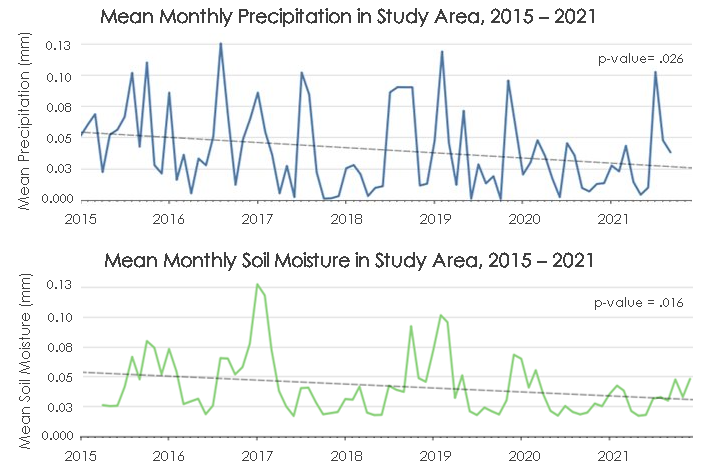 Mean Monthly Precipitation in Study Area, 2015 – 2021
Mean Precipitation (mm)
p-value= .026
0.13
0.10
0.08
0.05
0.03
0.000
2015 2016 2017 2018 2019 2020 2021
Mean Monthly Soil Moisture in Study Area, 2015 – 2021
Mean Soil Moisture (mm)
p-value = .016
0.13
0.10
0.08
0.05
0.03
0.000
2015 2016 2017 2018 2019 2020 2021